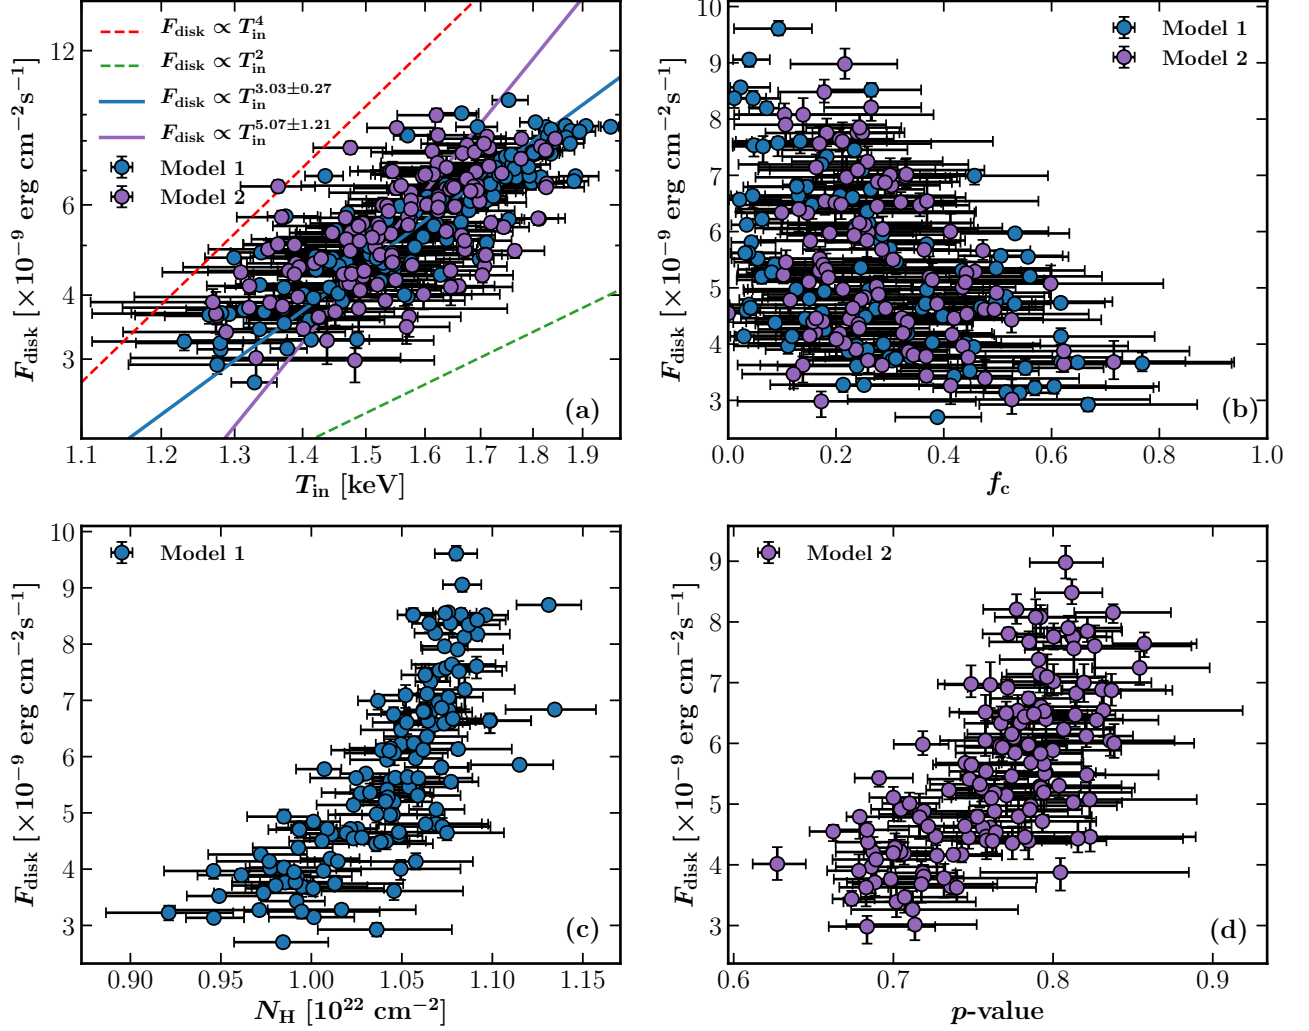 F_disk ∝ T_in^4
F_disk ∝ T_in^2
F_disk ∝ T_in^3.03±0.27
F_disk ∝ T_in^5.07±1.21
Model 1
Model 2
12
6
4
3
F_disk [×10^−9 erg cm^−2s^−1]
(a)
1.1 1.2 1.3 1.4 1.5 1.6 1.7 1.8 1.9
T_in [keV]
Model 1
Model 2
10
9
8
7
6
5
4
3
F_disk [×10^−9 erg cm^−2s^−1]
(b)
0.0 0.2 0.4 0.6 0.8 1.0
f_c
Model 1
10
9
8
7
6
5
4
3
F_disk [×10^−9 erg cm^−2s^−1]
(c)
0.90 0.95 1.00 1.05 1.10 1.15
N_H [10^22 cm^−2]
Model 2
9
8
7
6
5
4
3
F_disk [×10^−9 erg cm^−2s^−1]
(d)
0.6 0.7 0.8 0.9
p-value